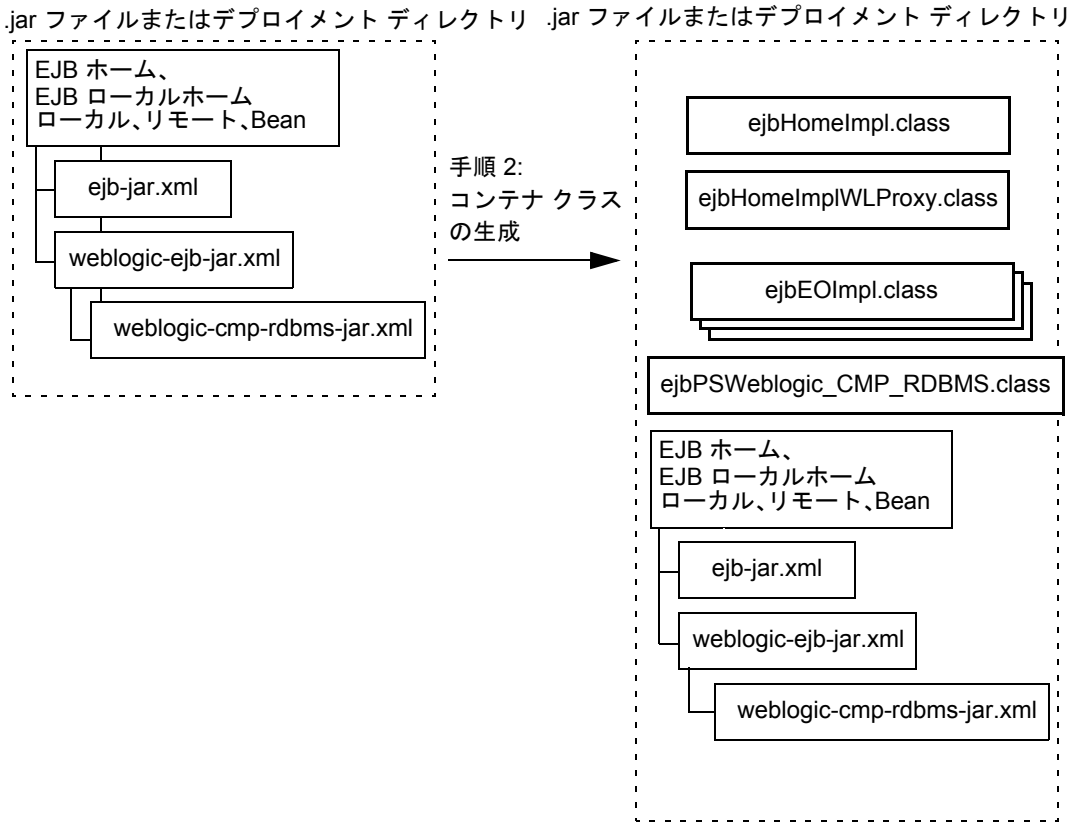 .jar ファイルまたはデプロイメント ディレクトリ
EJB ホーム、
EJB ローカルホーム
ローカル、リモート、Bean
ejb-jar.xml
weblogic-ejb-jar.xml
weblogic-cmp-rdbms-jar.xml
手順 2:
コンテナ クラス
の生成
.jar ファイルまたはデプロイメント ディレクトリ
ejbHomeImpl.class
ejbHomeImplWLProxy.class
ejbEOImpl.class
ejbPSWeblogic_CMP_RDBMS.class
EJB ホーム、
EJB ローカルホーム
ローカル、リモート、Bean
ejb-jar.xml
weblogic-ejb-jar.xml
weblogic-cmp-rdbms-jar.xml